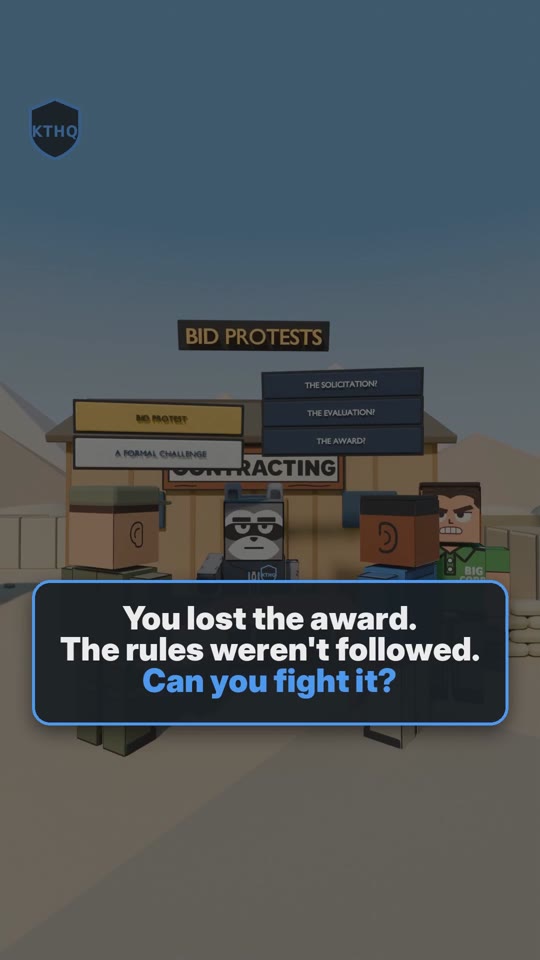 KTHQ
BID PROTESTS
THE SOLICITATION?
BID PROTEST
THE EVALUATION?
A FORMAL CHALLENGE
THE AWARD?
CONTRACTING
BIG
You lost the award.
The rules weren't followed.
Can you fight it?